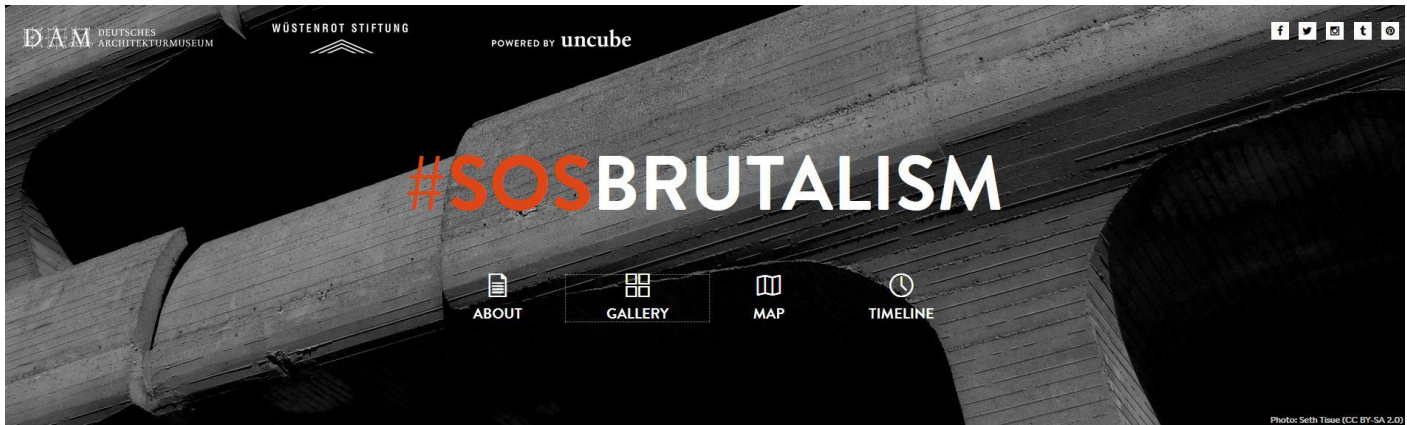 DAM DEUTSCHES
ARCHITEKTURMUSEUM
WÜSTENROT STIFTUNG
POWERED BY uncube
#SOSBRUTALISM
ABOUT
GALLERY
MAP
TIMELINE
Photo: Seth Tisue (CC BY-SA 2.0)